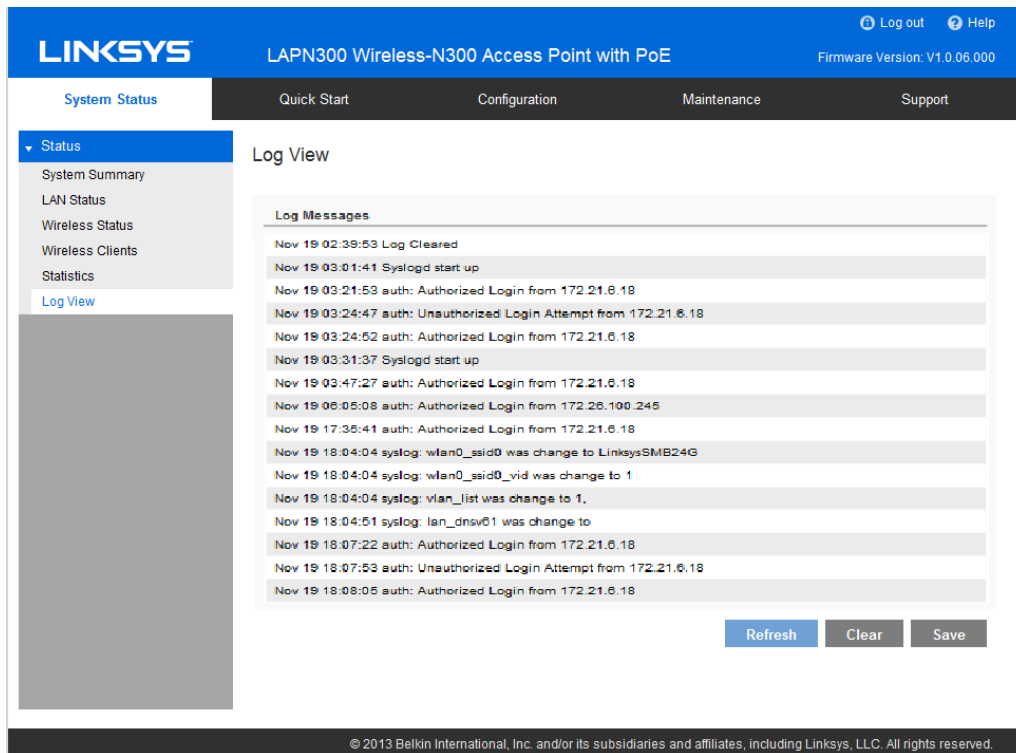 Log out Help
LINKSYS
LAPN300 Wireless-N300 Access Point with PoE
Firmware Version: V1.0.06.000
System Status Quick Start Configuration Maintenance Support
Status
System Summary
LAN Status
Wireless Status
Wireless Clients
Statistics
Log View
Log View
Log Messages
Nov 19 02:39:53 Log Cleared
Nov 19 03:01:41 Syslogd start up
Nov 19 03:21:53 auth: Authorized Login from 172.21.6.18
Nov 19 03:24:47 auth: Unauthorized Login Attempt from 172.21.6.18
Nov 19 03:24:52 auth: Authorized Login from 172.21.6.18
Nov 19 03:31:37 Syslogd start up
Nov 19 03:47:27 auth: Authorized Login from 172.21.6.18
Nov 19 06:05:08 auth: Authorized Login from 172.26.100.245
Nov 19 17:35:41 auth: Authorized Login from 172.21.6.18
Nov 19 18:04:04 syslog: wlan0_ssid0 was change to LinksysSMB24G
Nov 19 18:04:04 syslog: wlan0_ssid0_vid was change to 1
Nov 19 18:04:04 syslog: vlan_list was change to 1,
Nov 19 18:04:51 syslog: lan_dnsv61 was change to
Nov 19 18:07:22 auth: Authorized Login from 172.21.6.18
Nov 19 18:07:53 auth: Unauthorized Login Attempt from 172.21.6.18
Nov 19 18:08:05 auth: Authorized Login from 172.21.6.18
Refresh Clear Save
© 2013 Belkin International, Inc. and/or its subsidiaries and affiliates, including Linksys, LLC. All rights reserved.